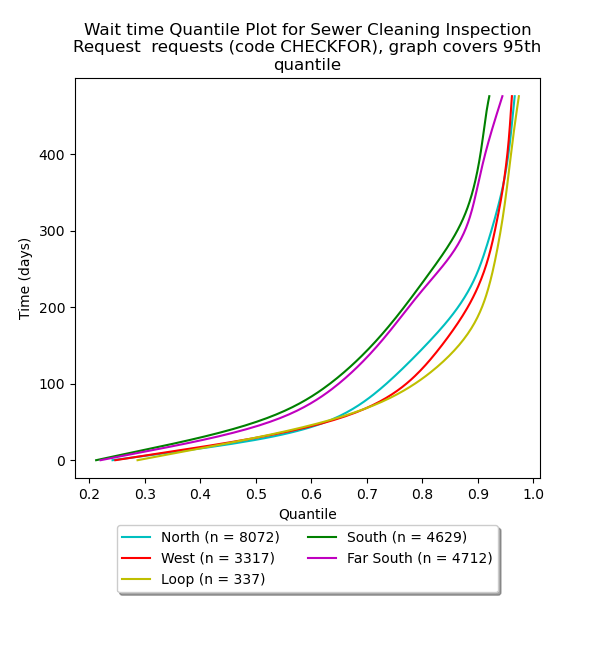 Wait time Quantile Plot for Sewer Cleaning Inspection
Request  requests (code CHECKFOR), graph covers 95th
quantile
Time (days)
400
300
200
100
0
0.2 0.3 0.4 0.5 0.6 0.7 0.8 0.9 1.0
Quantile
North (n = 8072)
West (n = 3317)
Loop (n = 337)
South (n = 4629)
Far South (n = 4712)